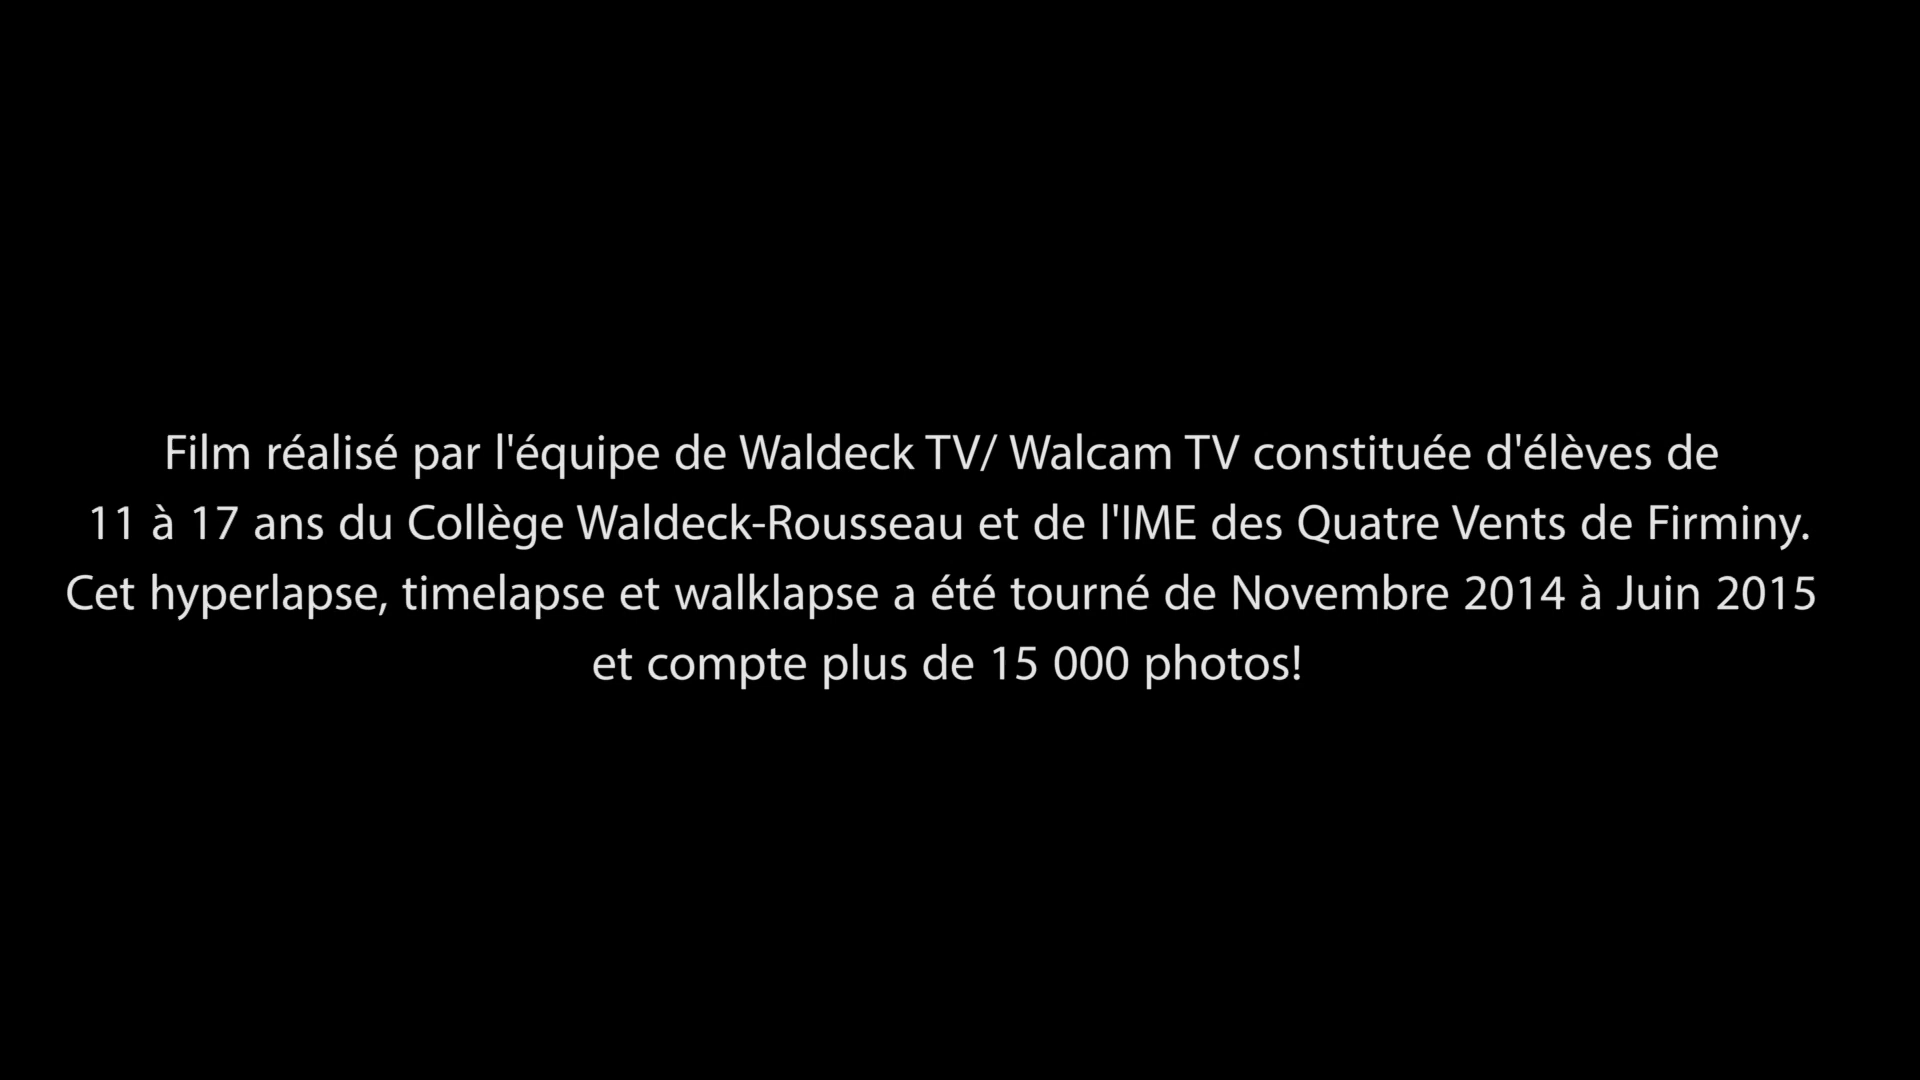 Film réalisé par l'équipe de Waldeck TV/ Walcam TV constituée d'élèves de
11 à 17 ans du Collège Waldeck-Rousseau et de l'IME des Quatre Vents de Firminy.
Cet hyperlapse, timelapse et walklapse a été tourné de Novembre 2014 à Juin 2015
et compte plus de 15 000 photos!